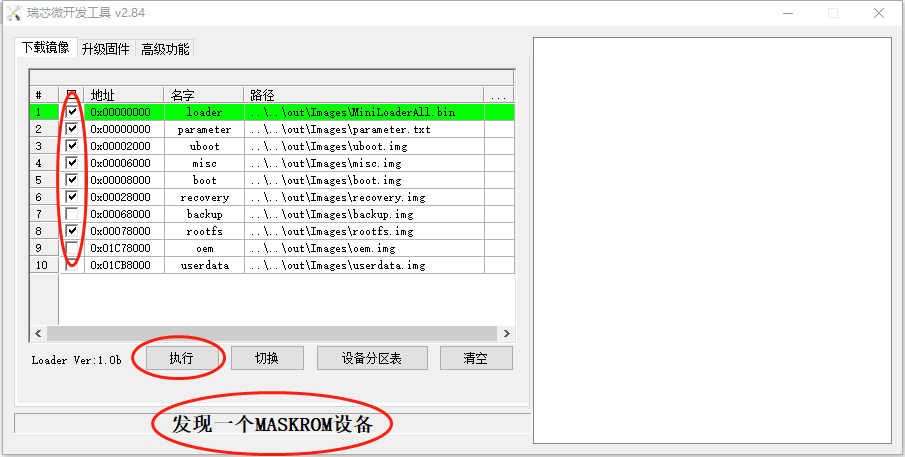 瑞芯微开发工具 v2.84
下载镜像 升级固件 高级功能
# 地址 名字 路径 ...
1 0x00000000 loader ..\..\out\Images\MiniLoaderAll.bin
2 0x00000000 parameter ..\..\out\Images\parameter.txt
3 0x00002000 uboot ..\..\out\Images\uboot.img
4 0x00006000 misc ..\..\out\Images\misc.img
5 0x00008000 boot ..\..\out\Images\boot.img
6 0x00028000 recovery ..\..\out\Images\recovery.img
7 0x00068000 backup ..\..\out\Images\backup.img
8 0x00078000 rootfs ..\..\out\Images\rootfs.img
9 0x01C78000 oem ..\..\out\Images\oem.img
10 0x01CB8000 userdata ..\..\out\Images\userdata.img
Loader Ver:1.0b 执行 切换 设备分区表 清空
发现一个MASKROM设备